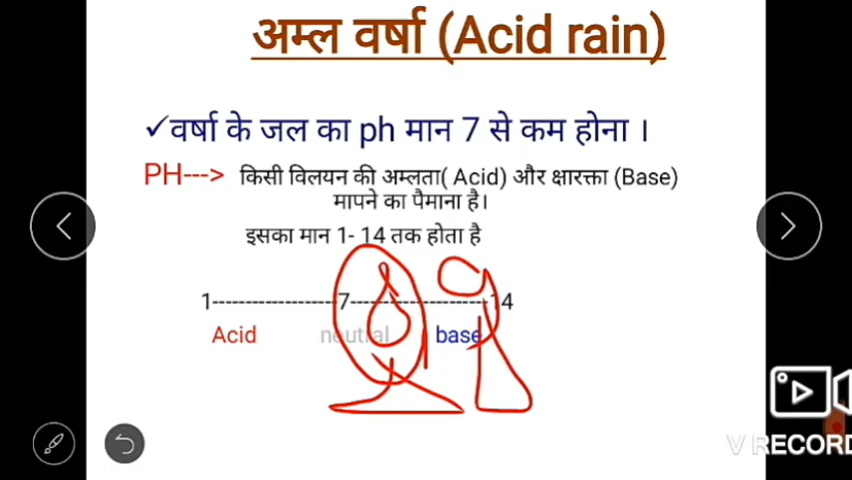 अम्ल वर्षा (Acid rain)
✓वर्षा के जल का ph मान 7 से कम होना ।
PH---> किसी विलयन की अम्लता( Acid) और क्षारक्ता (Base)
मापने का पैमाना है।
इसका मान 1- 14 तक होता है
1-------------------7--------------------14
Acid neutral base
V RECORD